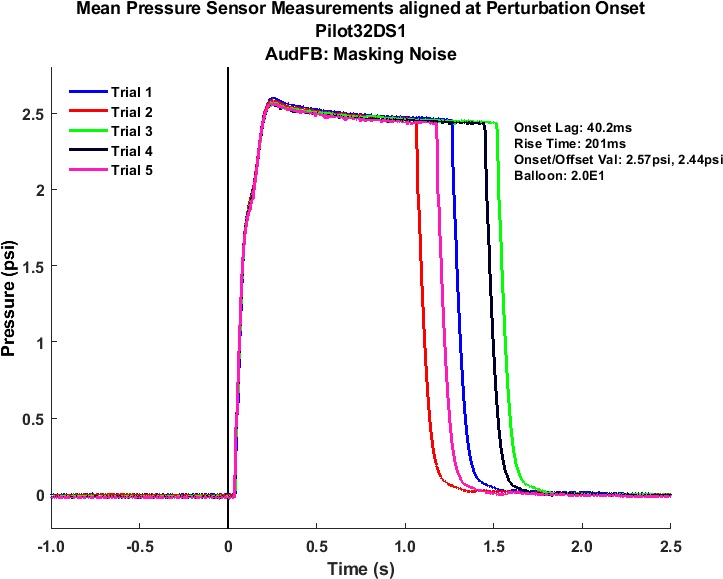 Mean Pressure Sensor Measurements aligned at Perturbation Onset
Pilot32DS1
AudFB: Masking Noise
Trial 1
Trial 2
Trial 3
Trial 4
Trial 5
Onset Lag: 40.2ms
Rise Time: 201ms
Onset/Offset Val: 2.57psi, 2.44psi
Balloon: 2.0E1
Pressure (psi)
2.5
2
1.5
1
0.5
0
-1.0 -0.5 0 0.5 1.0 1.5 2.0 2.5
Time (s)